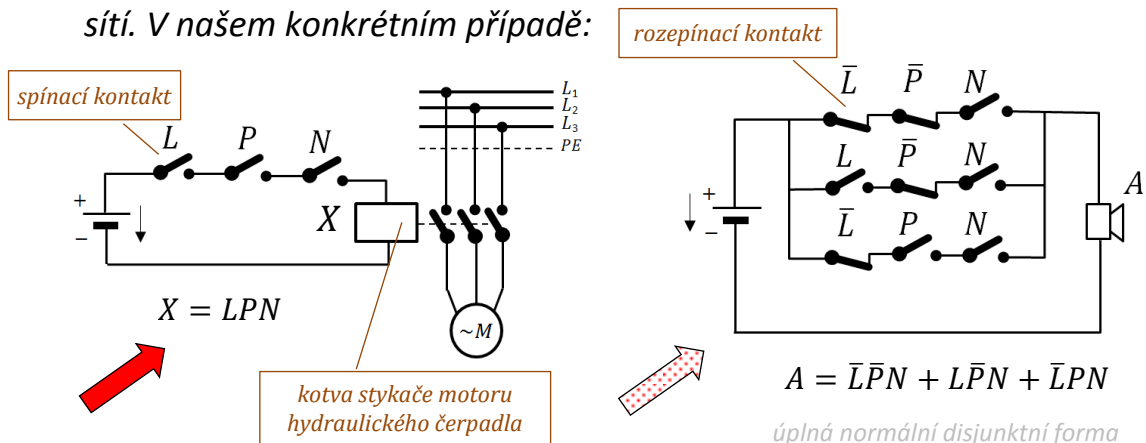 sítí. V našem konkrétním případě:
spínací kontakt
L P N
+
−
X
L₁
L₂
L₃
PE
~M
X = LPN
kotva stykače motoru
hydraulického čerpadla
rozepínací kontakt
L̅ P̅ N
L P̅ N
L̅ P N
+
−
A
A = L̅P̅N + LP̅N + L̅PN
úplná normální disjunktní forma